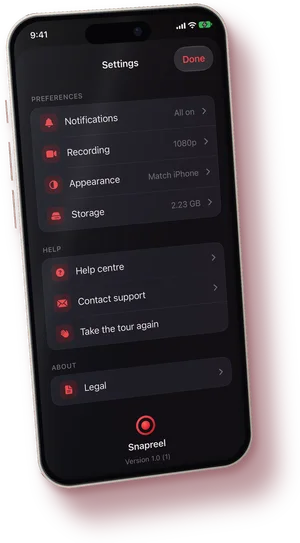 9:41
Settings
Done
PREFERENCES
Notifications All on
Recording 1080p
Appearance Match iPhone
Storage 2.23 GB
HELP
Help centre
Contact support
Take the tour again
ABOUT
Legal
Snapreel
Version 1.0 (1)